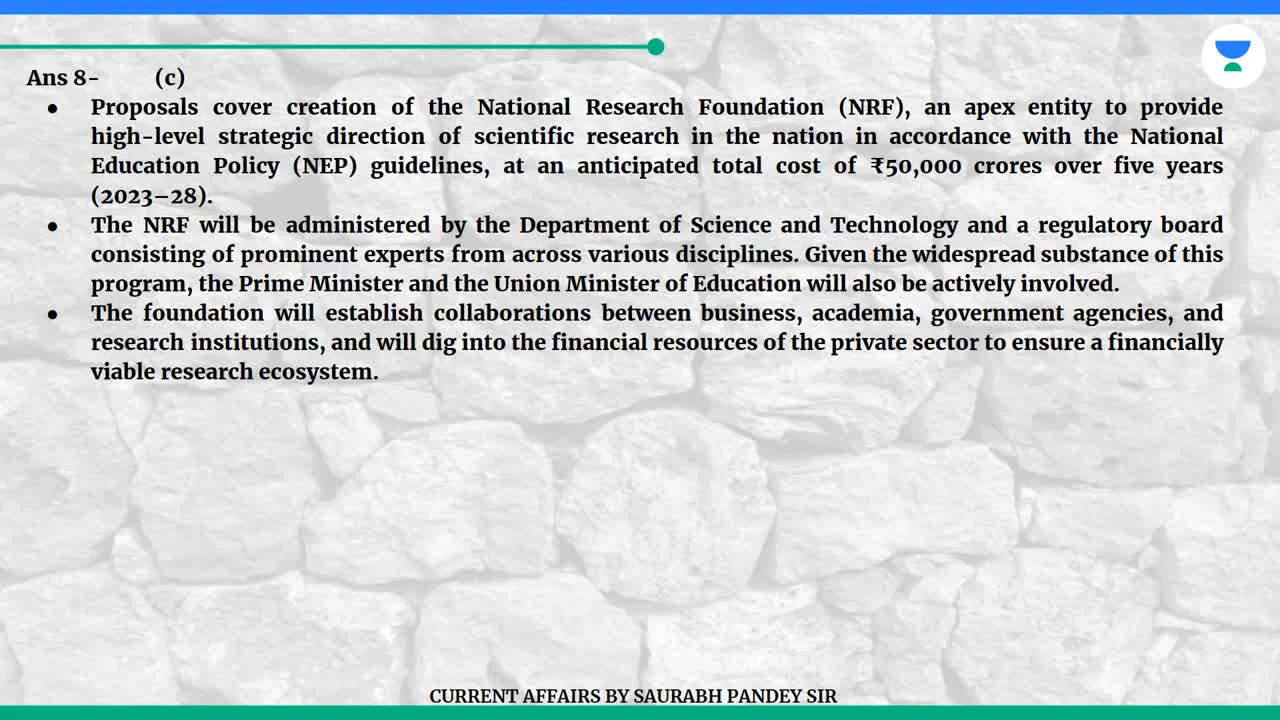 Ans 8- (c)
● Proposals cover creation of the National Research Foundation (NRF), an apex entity to provide
high-level strategic direction of scientific research in the nation in accordance with the National
Education Policy (NEP) guidelines, at an anticipated total cost of ₹50,000 crores over five years
(2023–28).
● The NRF will be administered by the Department of Science and Technology and a regulatory board
consisting of prominent experts from across various disciplines. Given the widespread substance of this
program, the Prime Minister and the Union Minister of Education will also be actively involved.
● The foundation will establish collaborations between business, academia, government agencies, and
research institutions, and will dig into the financial resources of the private sector to ensure a financially
viable research ecosystem.
CURRENT AFFAIRS BY SAURABH PANDEY SIR